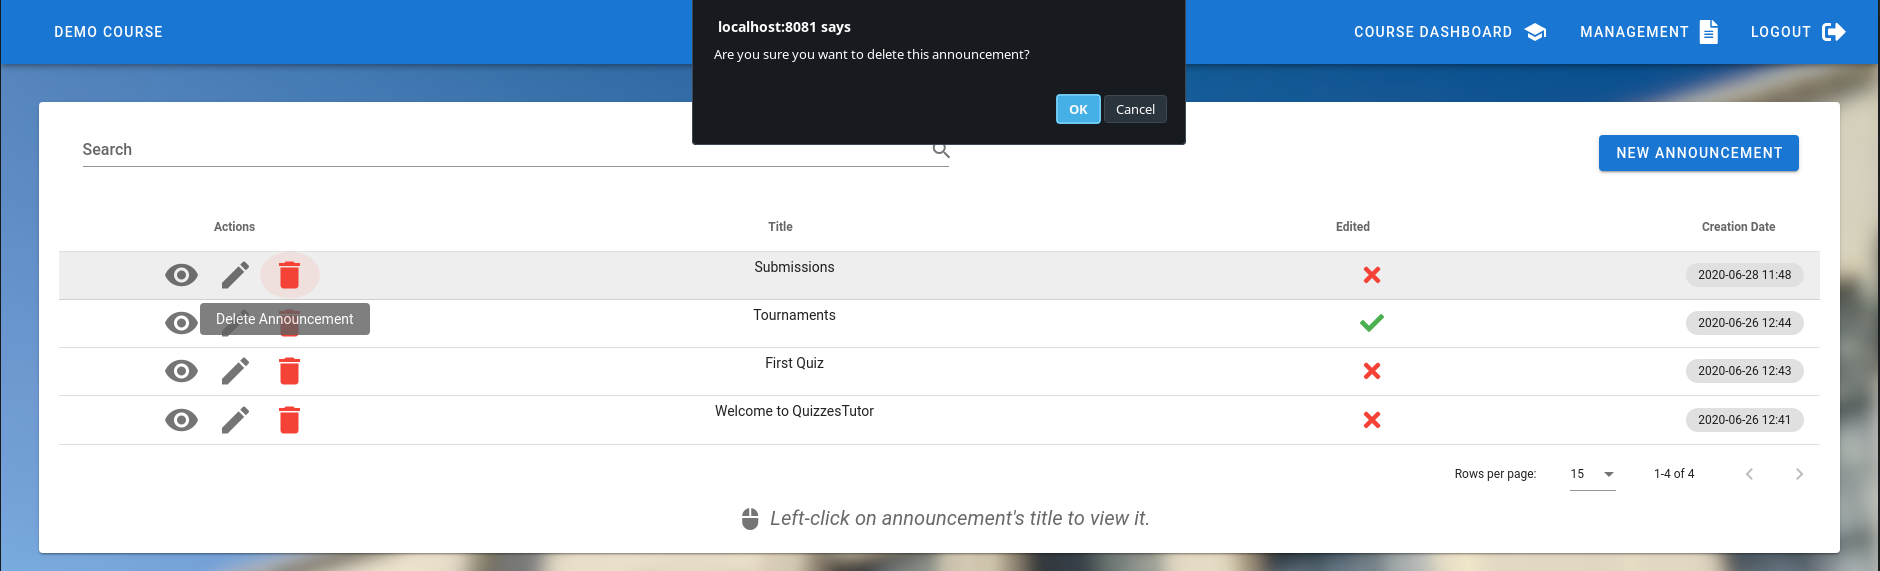 DEMO COURSE
localhost:8081 says
Are you sure you want to delete this announcement?
OK Cancel
COURSE DASHBOARD MANAGEMENT LOGOUT
Search
NEW ANNOUNCEMENT
Actions Title Edited Creation Date
Submissions 2020-06-28 11:48
Delete Announcement
Tournaments 2020-06-26 12:44
First Quiz 2020-06-26 12:43
Welcome to QuizzesTutor 2020-06-26 12:41
Rows per page: 15 1-4 of 4
Left-click on announcement's title to view it.